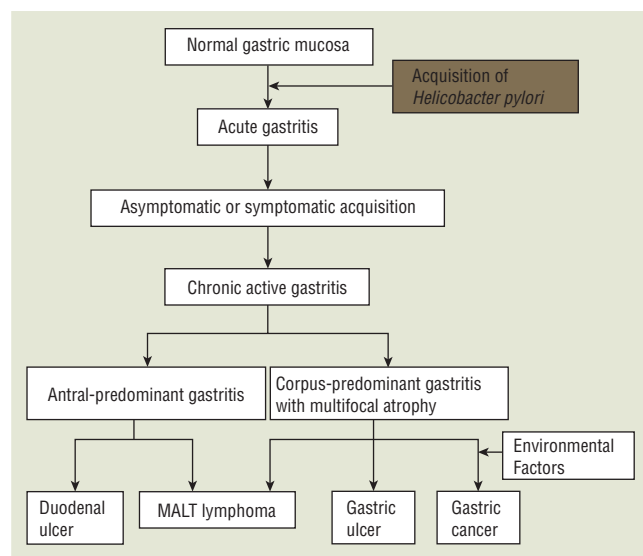 Normal gastric mucosa
Acquisition of
Helicobacter pylori
Acute gastritis
Asymptomatic or symptomatic acquisition
Chronic active gastritis
Antral-predominant gastritis
Corpus-predominant gastritis
with multifocal atrophy
Environmental
Factors
Duodenal
ulcer
MALT lymphoma
Gastric
ulcer
Gastric
cancer